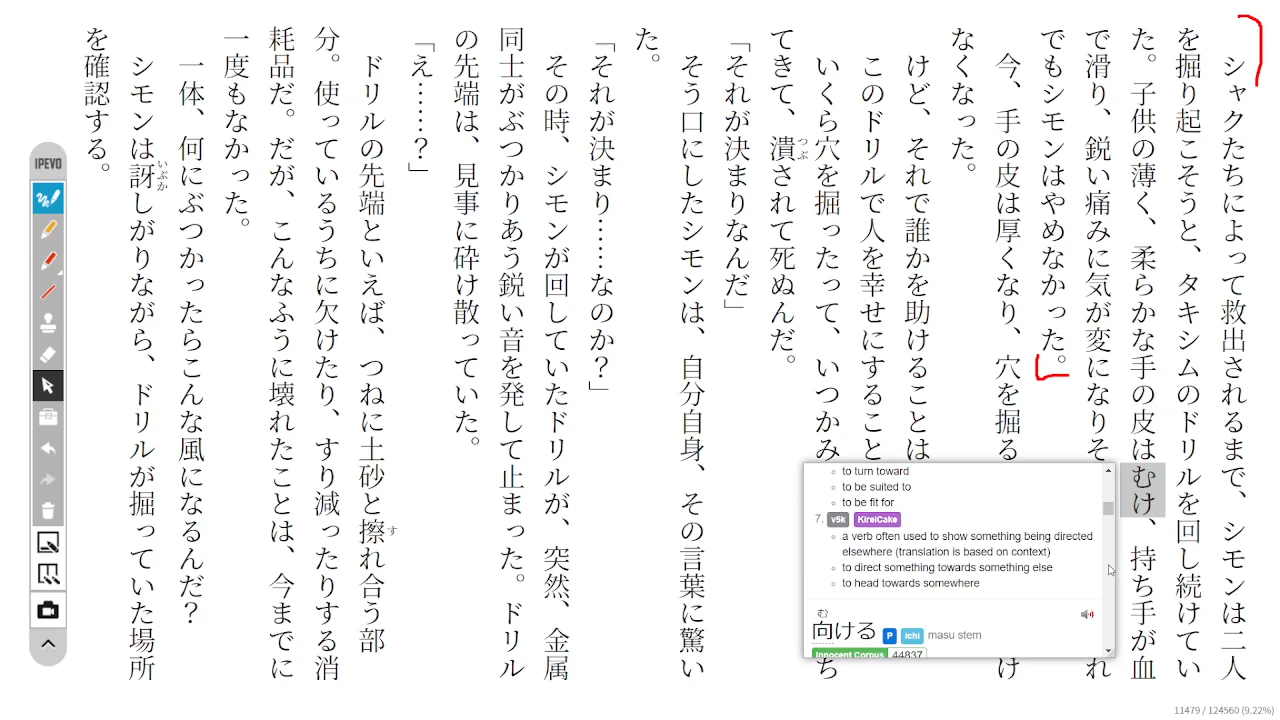 シャクたちによって救出されるまで、シモンは二人
を掘り起こそうと、タキシムのドリルを回し続けてい
た。子供の薄く、柔らかな手の皮はむけ、持ち手が血
で滑り、鋭い痛みに気が変になりそ れ
でもシモンはやめなかった。
今、手の皮は厚くなり、穴を掘る け
なくなった。
けど、それで誰かを助けることは
このドリルで人を幸せにすること
いくら穴を掘ったって、いつかみ ち
てきて、潰されて死ぬんだ。
つぶ
「それが決まりなんだ」
そう口にしたシモンは、自分自身、その言葉に驚い
た。
「それが決まり……なのか？」
その時、シモンが回していたドリルが、突然、金属
同士がぶつかりあう鋭い音を発して止まった。ドリル
の先端は、見事に砕け散っていた。
「え……？」
ドリルの先端といえば、つねに土砂と擦れ合う部
す
分。使っているうちに欠けたり、すり減ったりする消
耗品だ。だが、こんなふうに壊れたことは、今までに
一度もなかった。
一体、何にぶつかったらこんな風になるんだ？
シモンは訝しがりながら、ドリルが掘っていた場所
いぶか
を確認する。
IPEVO
to turn toward
to be suited to
to be fit for
7. v5k KireiCake
a verb often used to show something being directed
elsewhere (translation is based on context)
to direct something towards something else
to head towards somewhere
む
向ける P ichi masu stem
Innocent Corpus 44837
11479 / 124560 (9.22%)